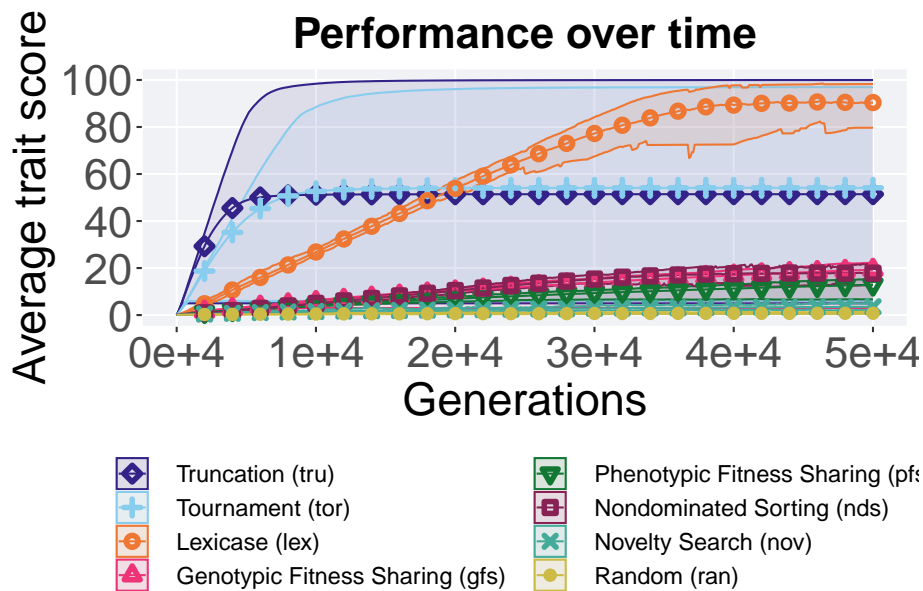 Performance over time
Average trait score
100
80
60
40
20
0
0e+4 1e+4 2e+4 3e+4 4e+4 5e+4
Generations
Truncation (tru)
Tournament (tor)
Lexicase (lex)
Genotypic Fitness Sharing (gfs)
Phenotypic Fitness Sharing (pfs
Nondominated Sorting (nds)
Novelty Search (nov)
Random (ran)